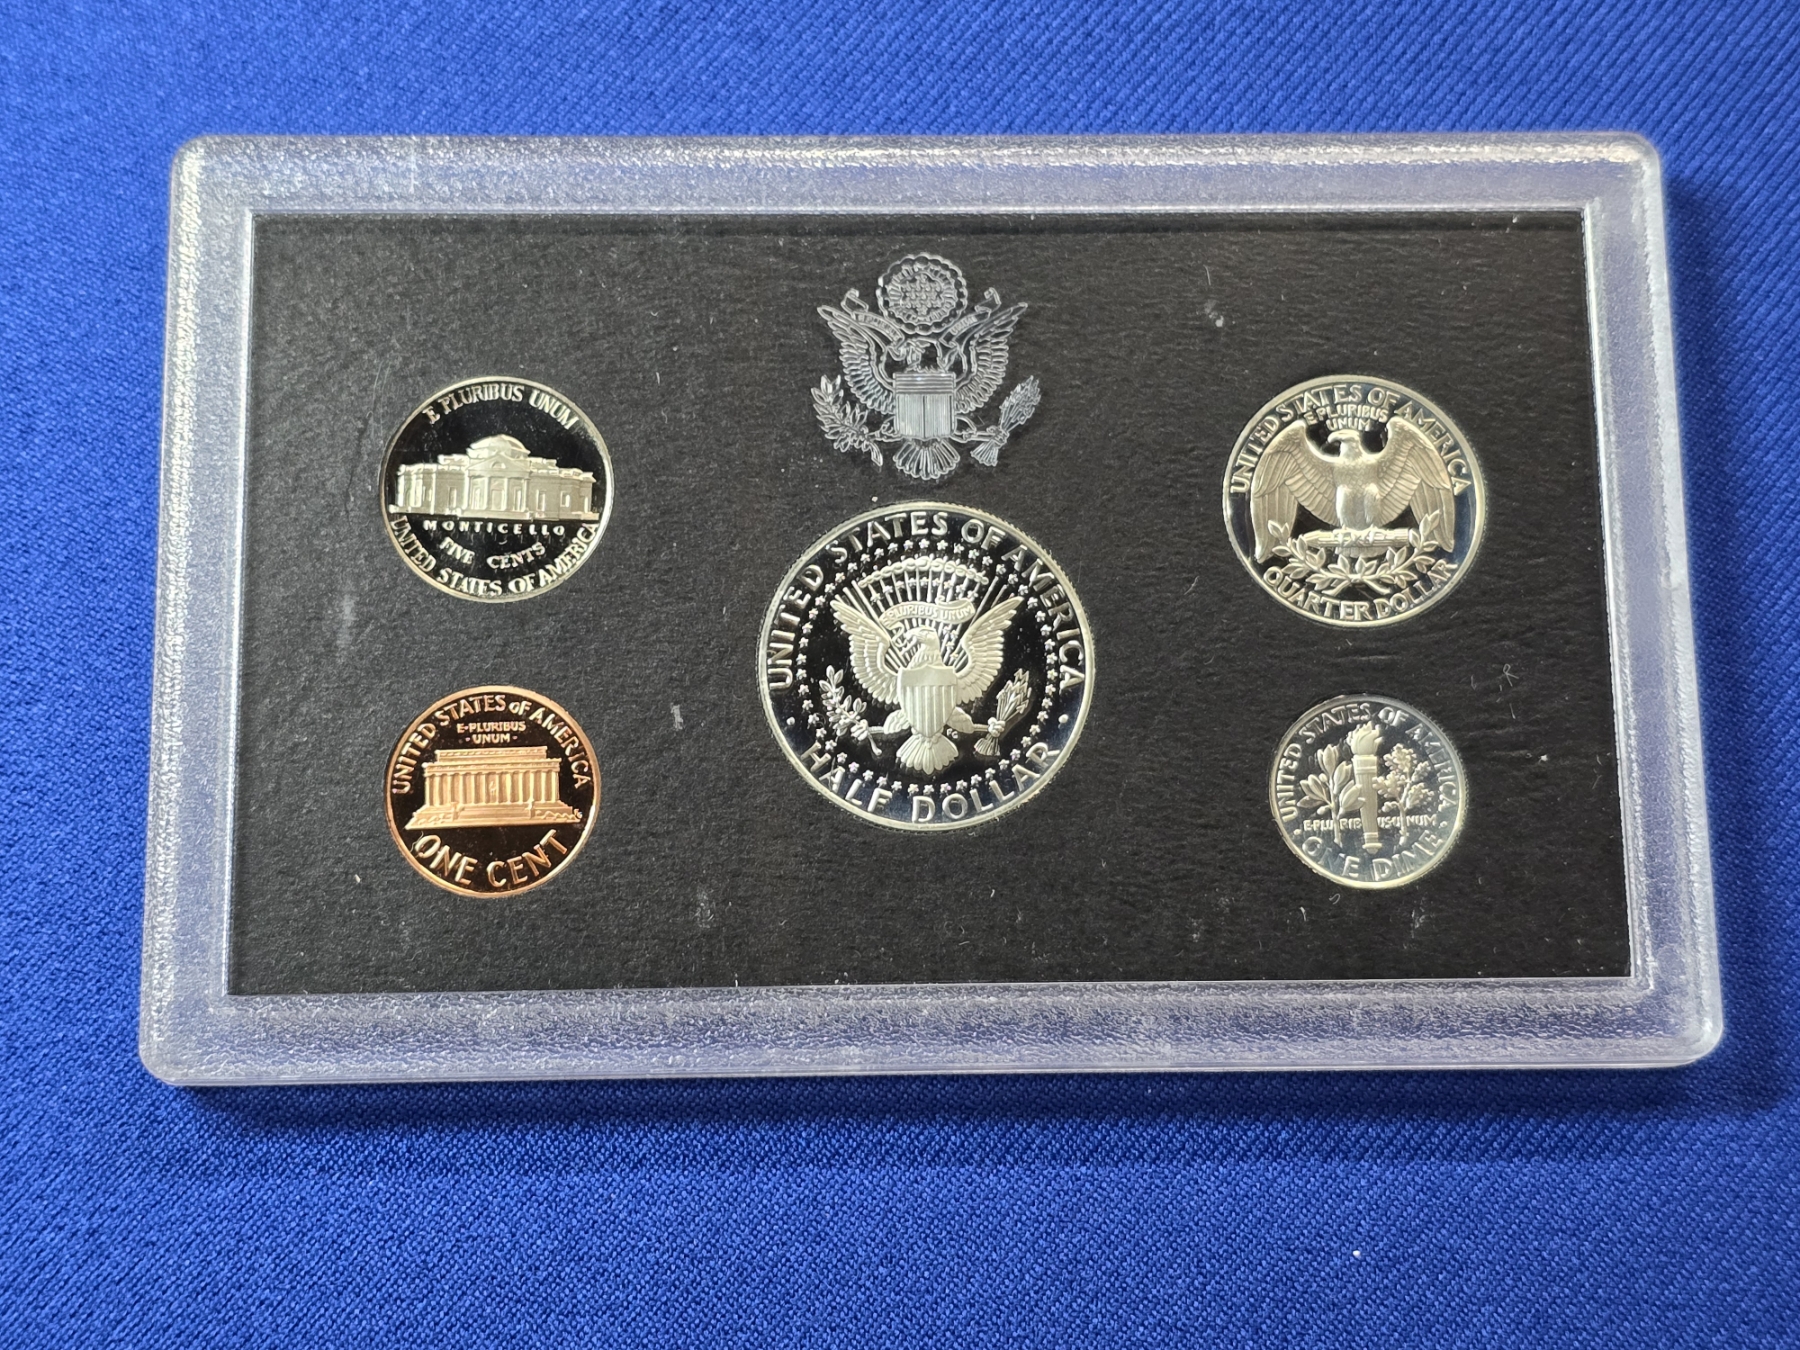 E PLURIBUS UNUM
MONTICELLO
FIVE CENTS
UNITED STATES OF AMERICA
UNITED STATES OF AMERICA
E·PLURIBUS
·UNUM·
ONE CENT
UNITED STATES OF AMERICA
E PLURIBUS UNUM
FG
· HALF DOLLAR ·
UNITED STATES OF AMERICA
E PLURIBUS
UNUM
QUARTER DOLLAR
UNITED STATES OF AMERICA
E·PLURIBUS UNUM
· ONE DIME ·